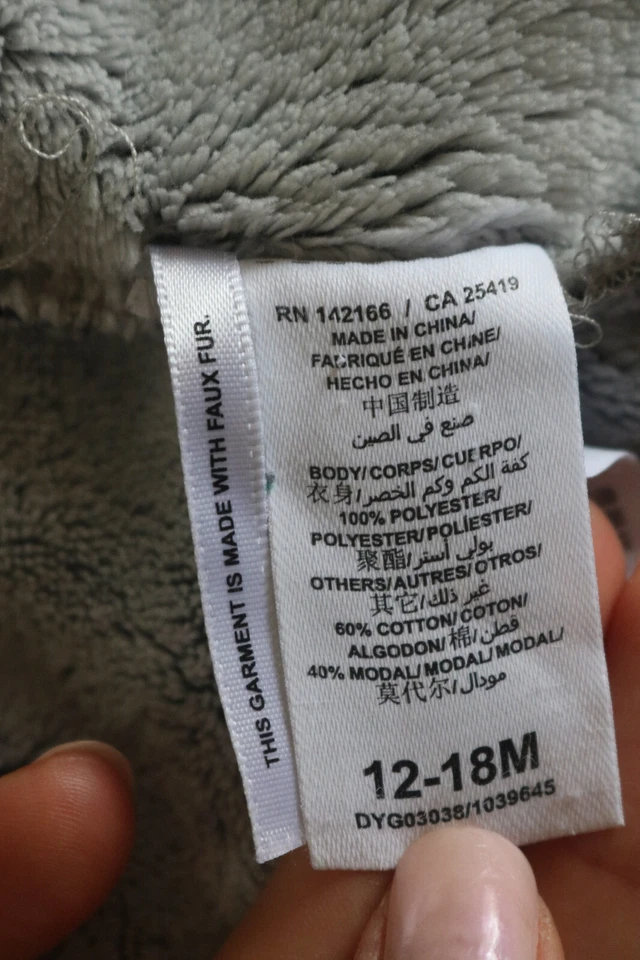 THIS GARMENT IS MADE WITH FAUX FUR.
RN 142166 / CA 25419
MADE IN CHINA/
FABRIQUÉ EN CHINE/
HECHO EN CHINA/
中国制造
صنع في الصين
BODY/CORPS/CUERPO/
衣身/كفة الكم وكم الخصر
100% POLYESTER/
POLYESTER/POLIESTER/
聚酯/بولي أستر
OTHERS/AUTRES/OTROS/
其它/غير ذلك
60% COTTON/COTON/
ALGODON/棉/قطن
40% MODAL/MODAL/MODAL/
莫代尔/مودال
12-18M
DYG03038/1039645